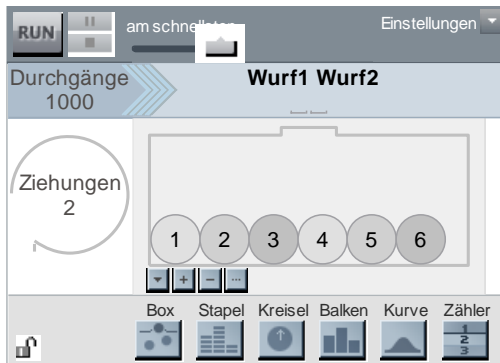 RUN
am schnellsten
Einstellungen
Durchgänge
1000
Wurf1 Wurf2
Ziehungen
2
1 2 3 4 5 6
Box Stapel Kreisel Balken Kurve Zähler
1
2
3